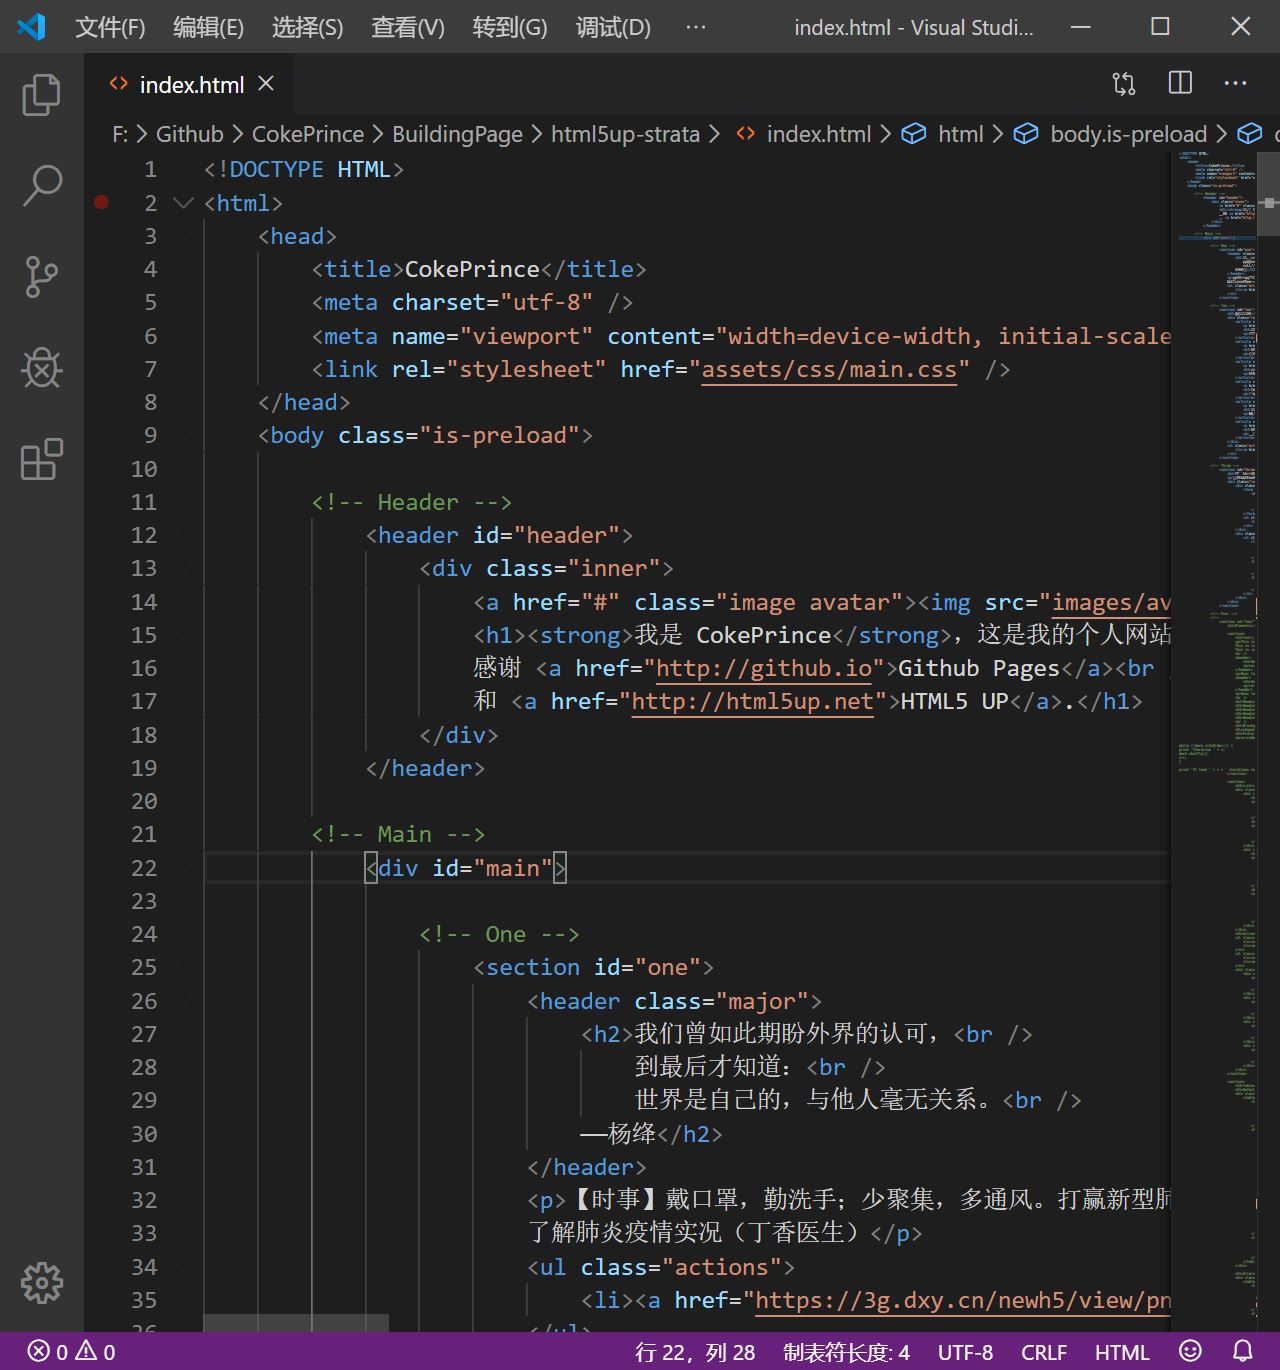 文件(F) 编辑(E) 选择(S) 查看(V) 转到(G) 调试(D) ··· index.html - Visual Studi...
index.html
F: > Github > CokePrince > BuildingPage > html5up-strata > index.html > html > body.is-preload >
1 <!DOCTYPE HTML>
2 <html>
3 <head>
4 <title>CokePrince</title>
5 <meta charset="utf-8" />
6 <meta name="viewport" content="width=device-width, initial-scale
7 <link rel="stylesheet" href="assets/css/main.css" />
8 </head>
9 <body class="is-preload">
10
11 <!-- Header -->
12 <header id="header">
13 <div class="inner">
14 <a href="#" class="image avatar"><img src="images/av
15 <h1><strong>我是 CokePrince</strong>，这是我的个人网站
16 感谢 <a href="http://github.io">Github Pages</a><br
17 和 <a href="http://html5up.net">HTML5 UP</a>.</h1>
18 </div>
19 </header>
20
21 <!-- Main -->
22 <div id="main">
23
24 <!-- One -->
25 <section id="one">
26 <header class="major">
27 <h2>我们曾如此期盼外界的认可，<br />
28 到最后才知道：<br />
29 世界是自己的，与他人毫无关系。<br />
30 ——杨绛</h2>
31 </header>
32 <p>【时事】戴口罩，勤洗手；少聚集，多通风。打赢新型肺
33 了解肺炎疫情实况（丁香医生）</p>
34 <ul class="actions">
35 <li><a href="https://3g.dxy.cn/newh5/view/pn
36 </ul>
0 0 行 22，列 28 制表符长度: 4 UTF-8 CRLF HTML